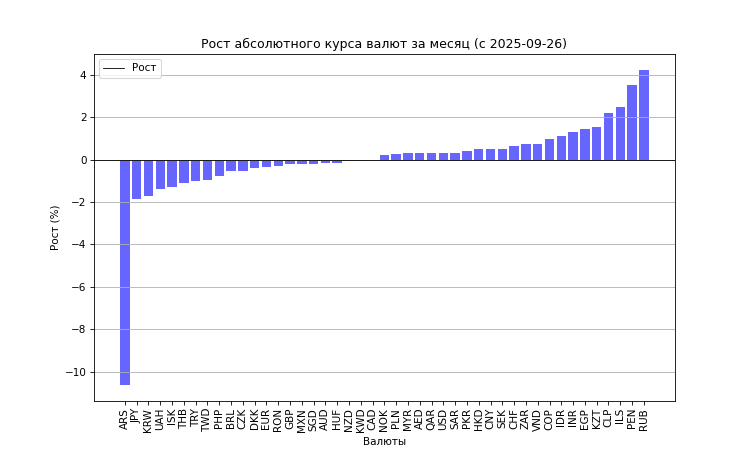 Рост абсолютного курса валют за месяц (с 2025-09-26)
Рост
4
2
0
−2
−4
−6
−8
−10
Рост (%)
ARS JPY KRW UAH ISK THB TRY TWD PHP BRL CZK DKK EUR RON GBP MXN SGD AUD HUF NZD KWD CAD NOK PLN MYR AED QAR USD SAR PKR HKD CNY SEK CHF ZAR VND COP IDR INR EGP KZT CLP ILS PEN RUB
Валюты